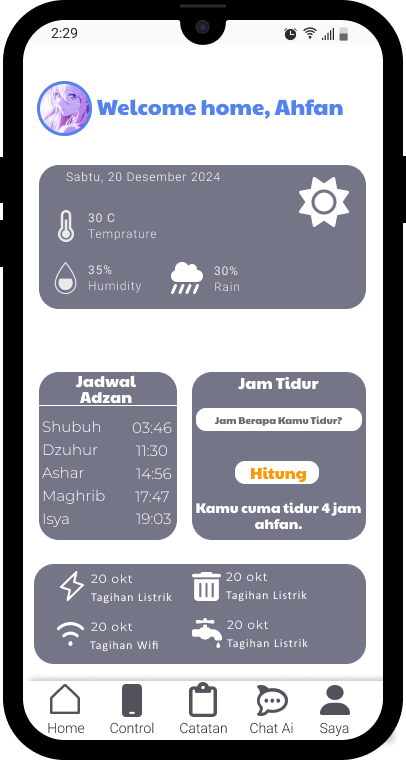 2:29
Welcome home, Ahfan
Sabtu, 20 Desember 2024
30 C
Temprature
35%
Humidity
30%
Rain
Jadwal
Adzan
Shubuh 03:46
Dzuhur 11:30
Ashar 14:56
Maghrib 17:47
Isya 19:03
Jam Tidur
Jam Berapa Kamu Tidur?
Hitung
Kamu cuma tidur 4 jam
ahfan.
20 okt
Tagihan Listrik
20 okt
Tagihan Listrik
20 okt
Tagihan Wifi
20 okt
Tagihan Listrik
Home Control Catatan Chat Ai Saya